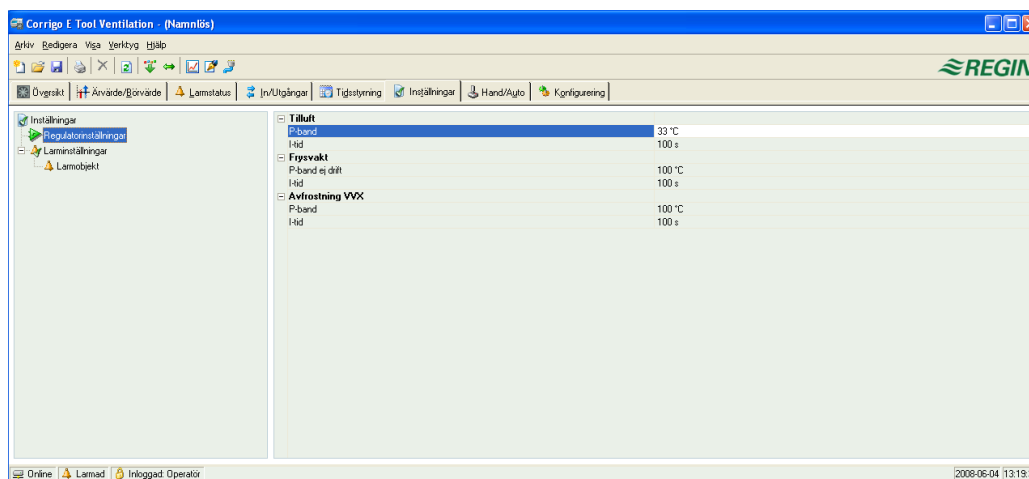 Corrigo E Tool Ventilation - (Namnlös)
Arkiv Redigera Visa Verktyg Hjälp
REGIN
Översikt Ärvärde/Börvärde Larmstatus In/Utgångar Tidsstyrning Inställningar Hand/Auto Konfigurering
Inställningar
Regulatorinställningar
Larminställningar
Larmobjekt
Tilluft
P-band 33 °C
I-tid 100 s
Frysvakt
P-band ej drift 100 °C
I-tid 100 s
Avfrostning VVX
P-band 100 °C
I-tid 100 s
Online Larmad Inloggad: Operatör 2008-06-04 13:19: